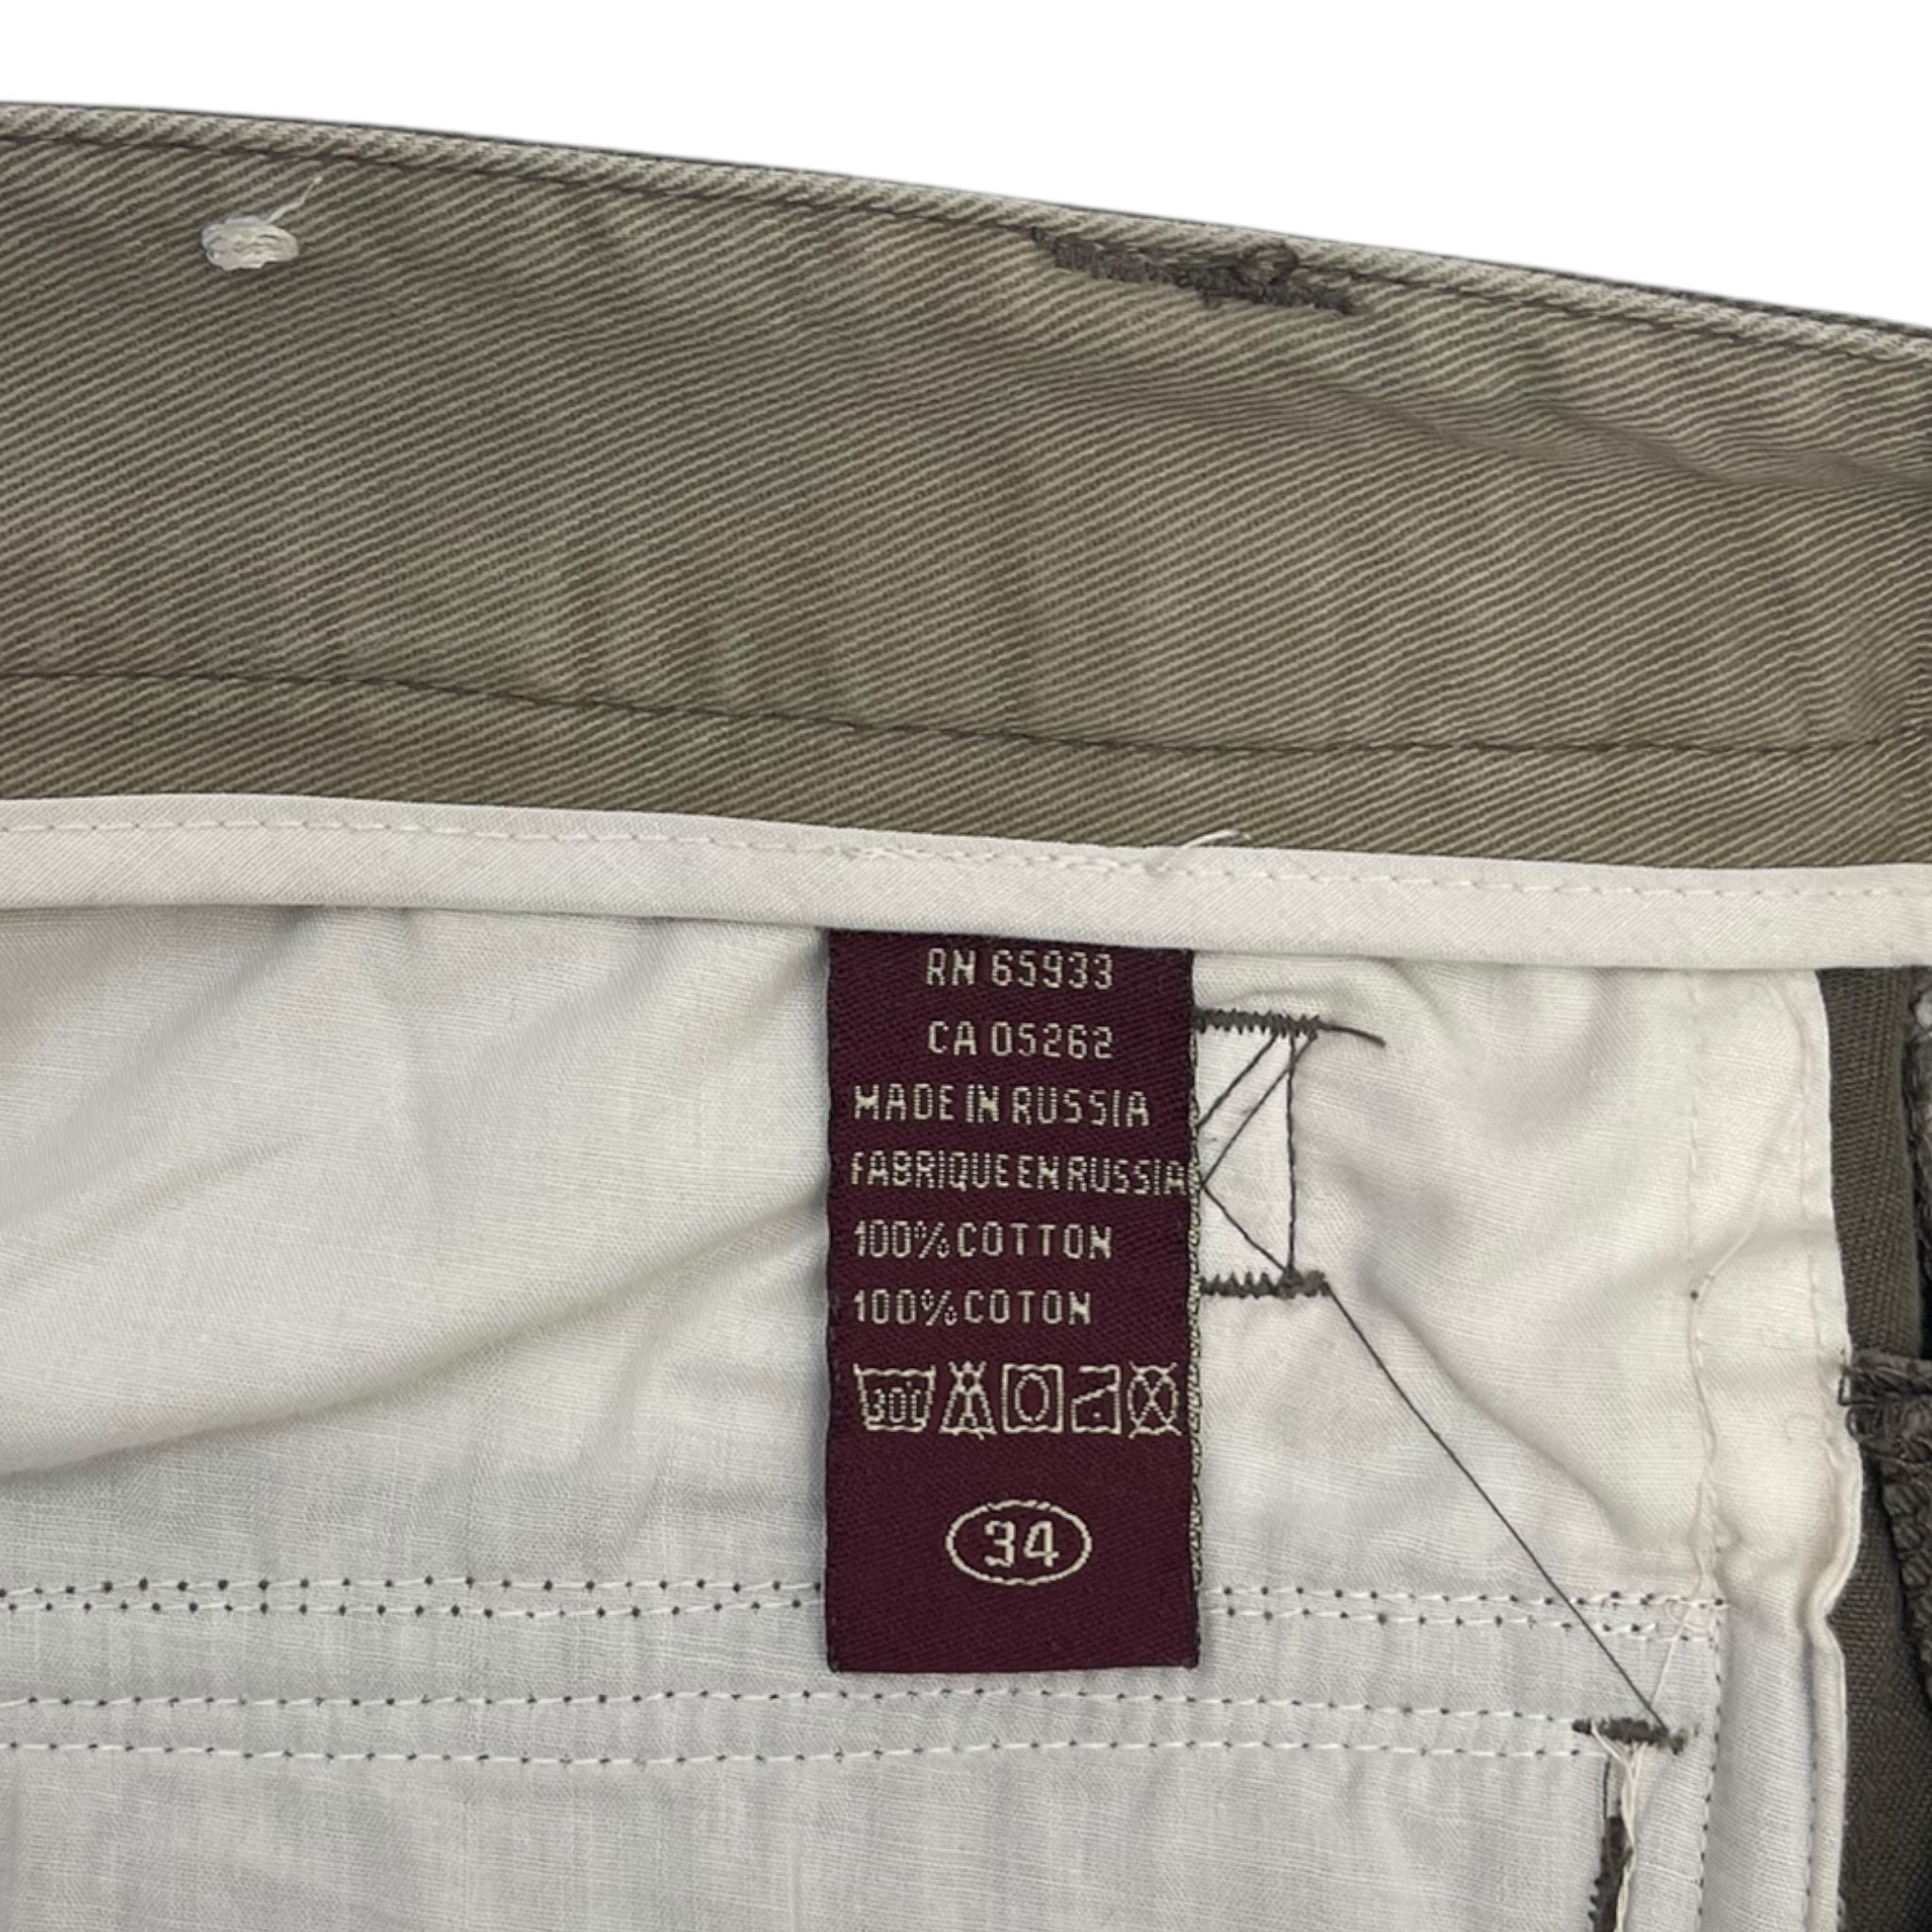 RN 65933
CA 05262
MADE IN RUSSIA
FABRIQUE EN RUSSIA
100% COTTON
100% COTON
30
34